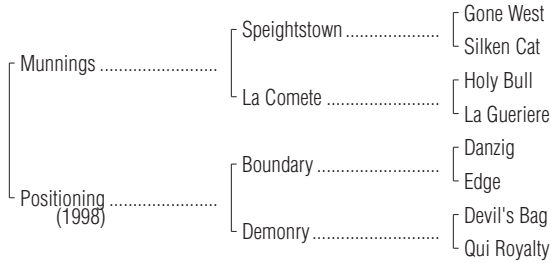 Gone West
Speightstown
Silken Cat
Munnings
Holy Bull
La Comete
La Gueriere
Danzig
Boundary
Edge
Positioning
(1998)
Devil's Bag
Demonry
Qui Royalty